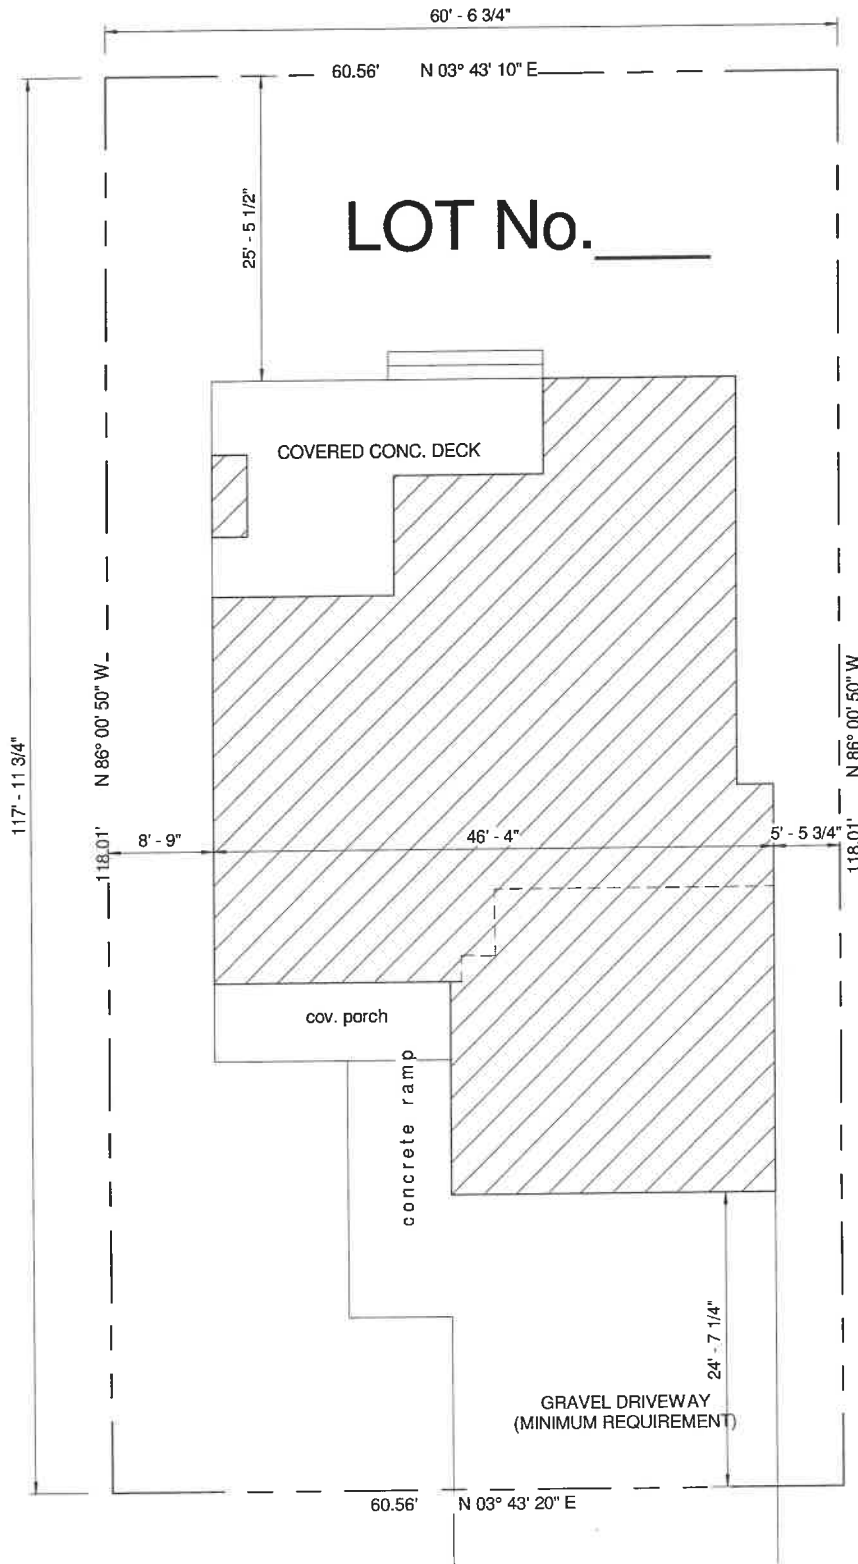 60' - 6 3/4"
60.56' N 03° 43' 10" E
25' - 5 1/2"
LOT No.
COVERED CONC. DECK
117' - 11 3/4"
118.01' N 86° 00' 50" W
118.01' N 86° 00' 50" W
8' - 9"
46' - 4"
5' - 5 3/4"
cov. porch
concrete ramp
24' - 7 1/4"
GRAVEL DRIVEWAY
(MINIMUM REQUIREMENT)
60.56' N 03° 43' 20" E